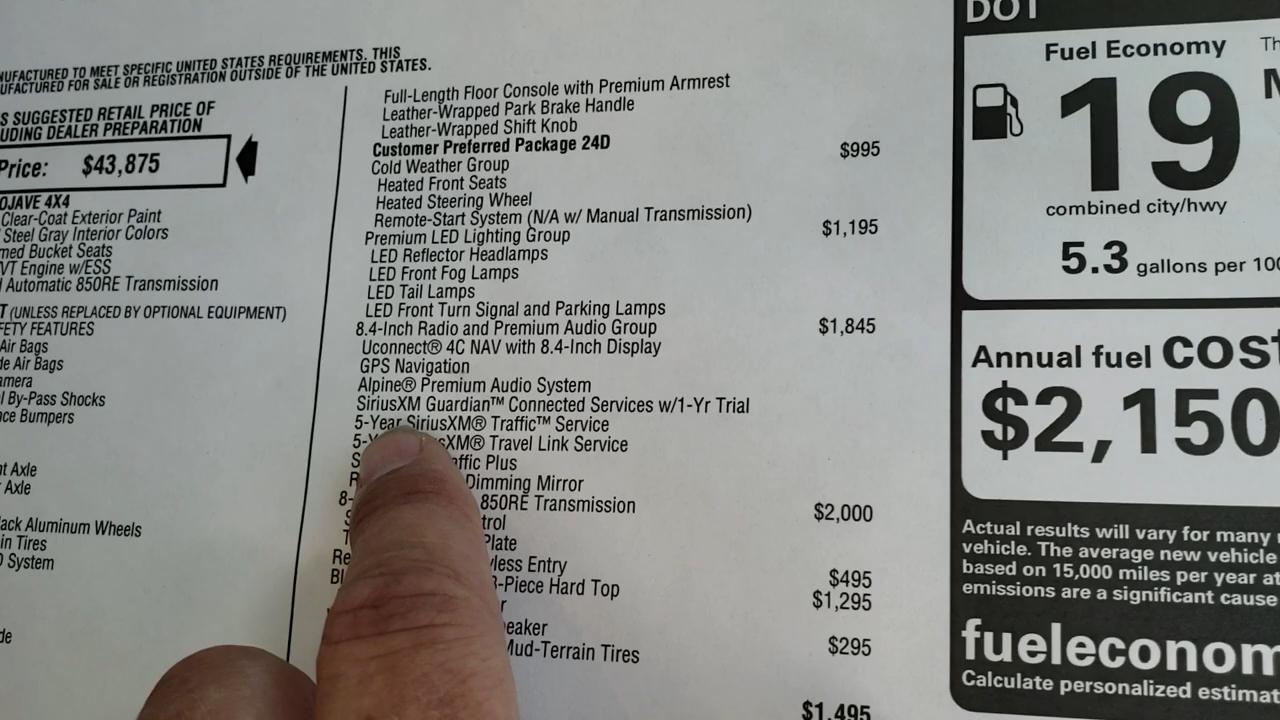 UFACTURED TO MEET SPECIFIC UNITED STATES REQUIREMENTS. THIS
UFACTURED FOR SALE OR REGISTRATION OUTSIDE OF THE UNITED STATES.
S SUGGESTED RETAIL PRICE OF
UDING DEALER PREPARATION
Price: $43,875
OJAVE 4X4
Clear-Coat Exterior Paint
Steel Gray Interior Colors
med Bucket Seats
VT Engine w/ESS
Automatic 850RE Transmission
T (UNLESS REPLACED BY OPTIONAL EQUIPMENT)
FETY FEATURES
Air Bags
de Air Bags
amera
l By-Pass Shocks
ce Bumpers
nt Axle
Axle
lack Aluminum Wheels
in Tires
O System
de
Full-Length Floor Console with Premium Armrest
Leather-Wrapped Park Brake Handle
Leather-Wrapped Shift Knob
Customer Preferred Package 24D $995
Cold Weather Group
Heated Front Seats
Heated Steering Wheel
Remote-Start System (N/A w/ Manual Transmission)
Premium LED Lighting Group $1,195
LED Reflector Headlamps
LED Front Fog Lamps
LED Tail Lamps
LED Front Turn Signal and Parking Lamps
8.4-Inch Radio and Premium Audio Group $1,845
Uconnect® 4C NAV with 8.4-Inch Display
GPS Navigation
Alpine® Premium Audio System
SiriusXM Guardian™ Connected Services w/1-Yr Trial
5-Year SiriusXM® Traffic™ Service
5-Y usXM® Travel Link Service
S affic Plus
R Dimming Mirror
8- 850RE Transmission $2,000
S trol
T Plate
Re yless Entry $495
Bl 3-Piece Hard Top $1,295
r
eaker
Mud-Terrain Tires $295
$1,495
DOT
Fuel Economy
19
combined city/hwy
5.3 gallons per 100
Annual fuel COST
$2,150
Actual results will vary for many
vehicle. The average new vehicle
based on 15,000 miles per year at
emissions are a significant cause
fueleconom
Calculate personalized estimat